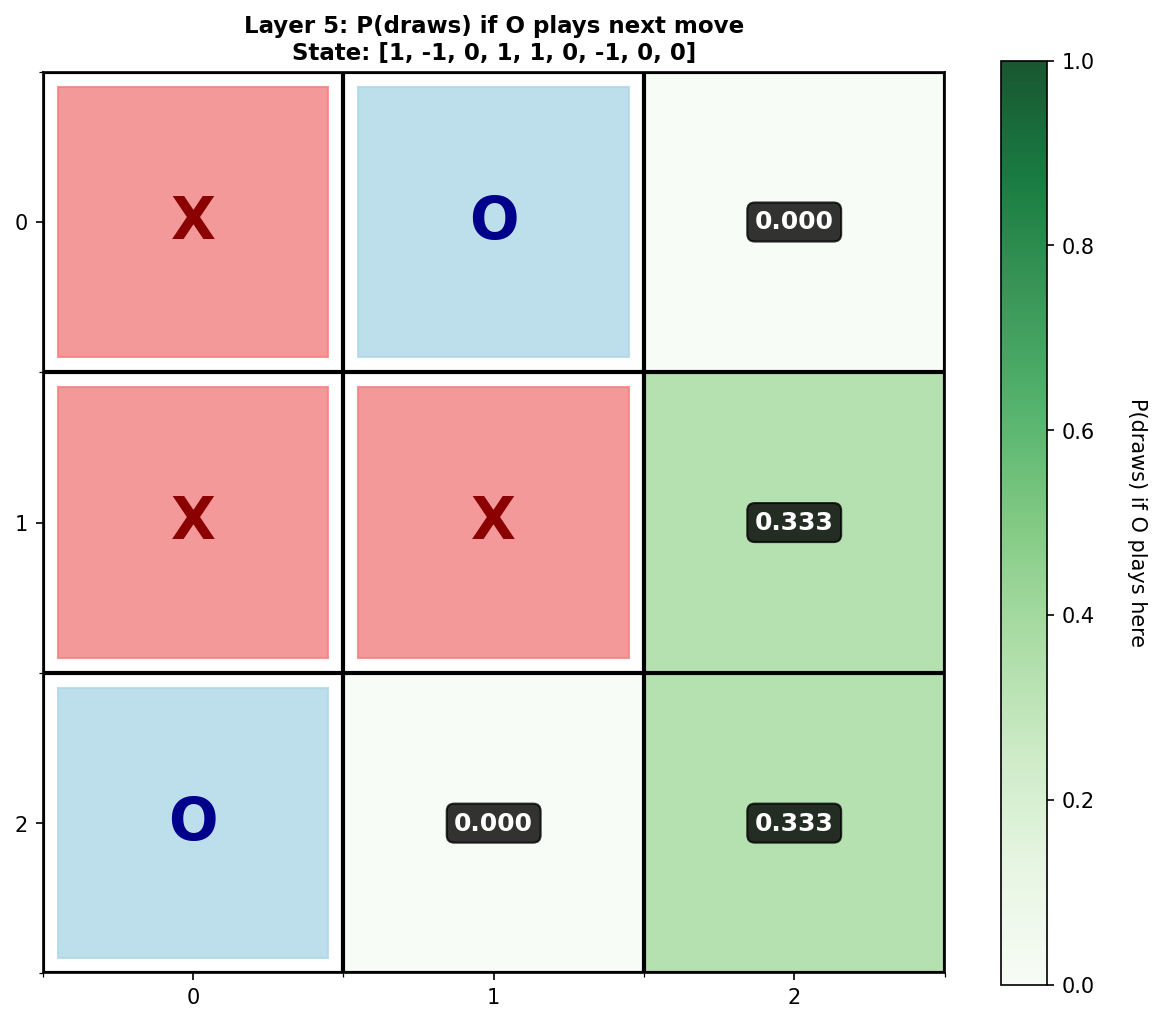 Layer 5: P(draws) if O plays next move
State: [1, -1, 0, 1, 1, 0, -1, 0, 0]
X
O
0.000
X
X
0.333
O
0.000
0.333
0
1
2
0
1
2
1.0
0.8
0.6
0.4
0.2
0.0
P(draws) if O plays here